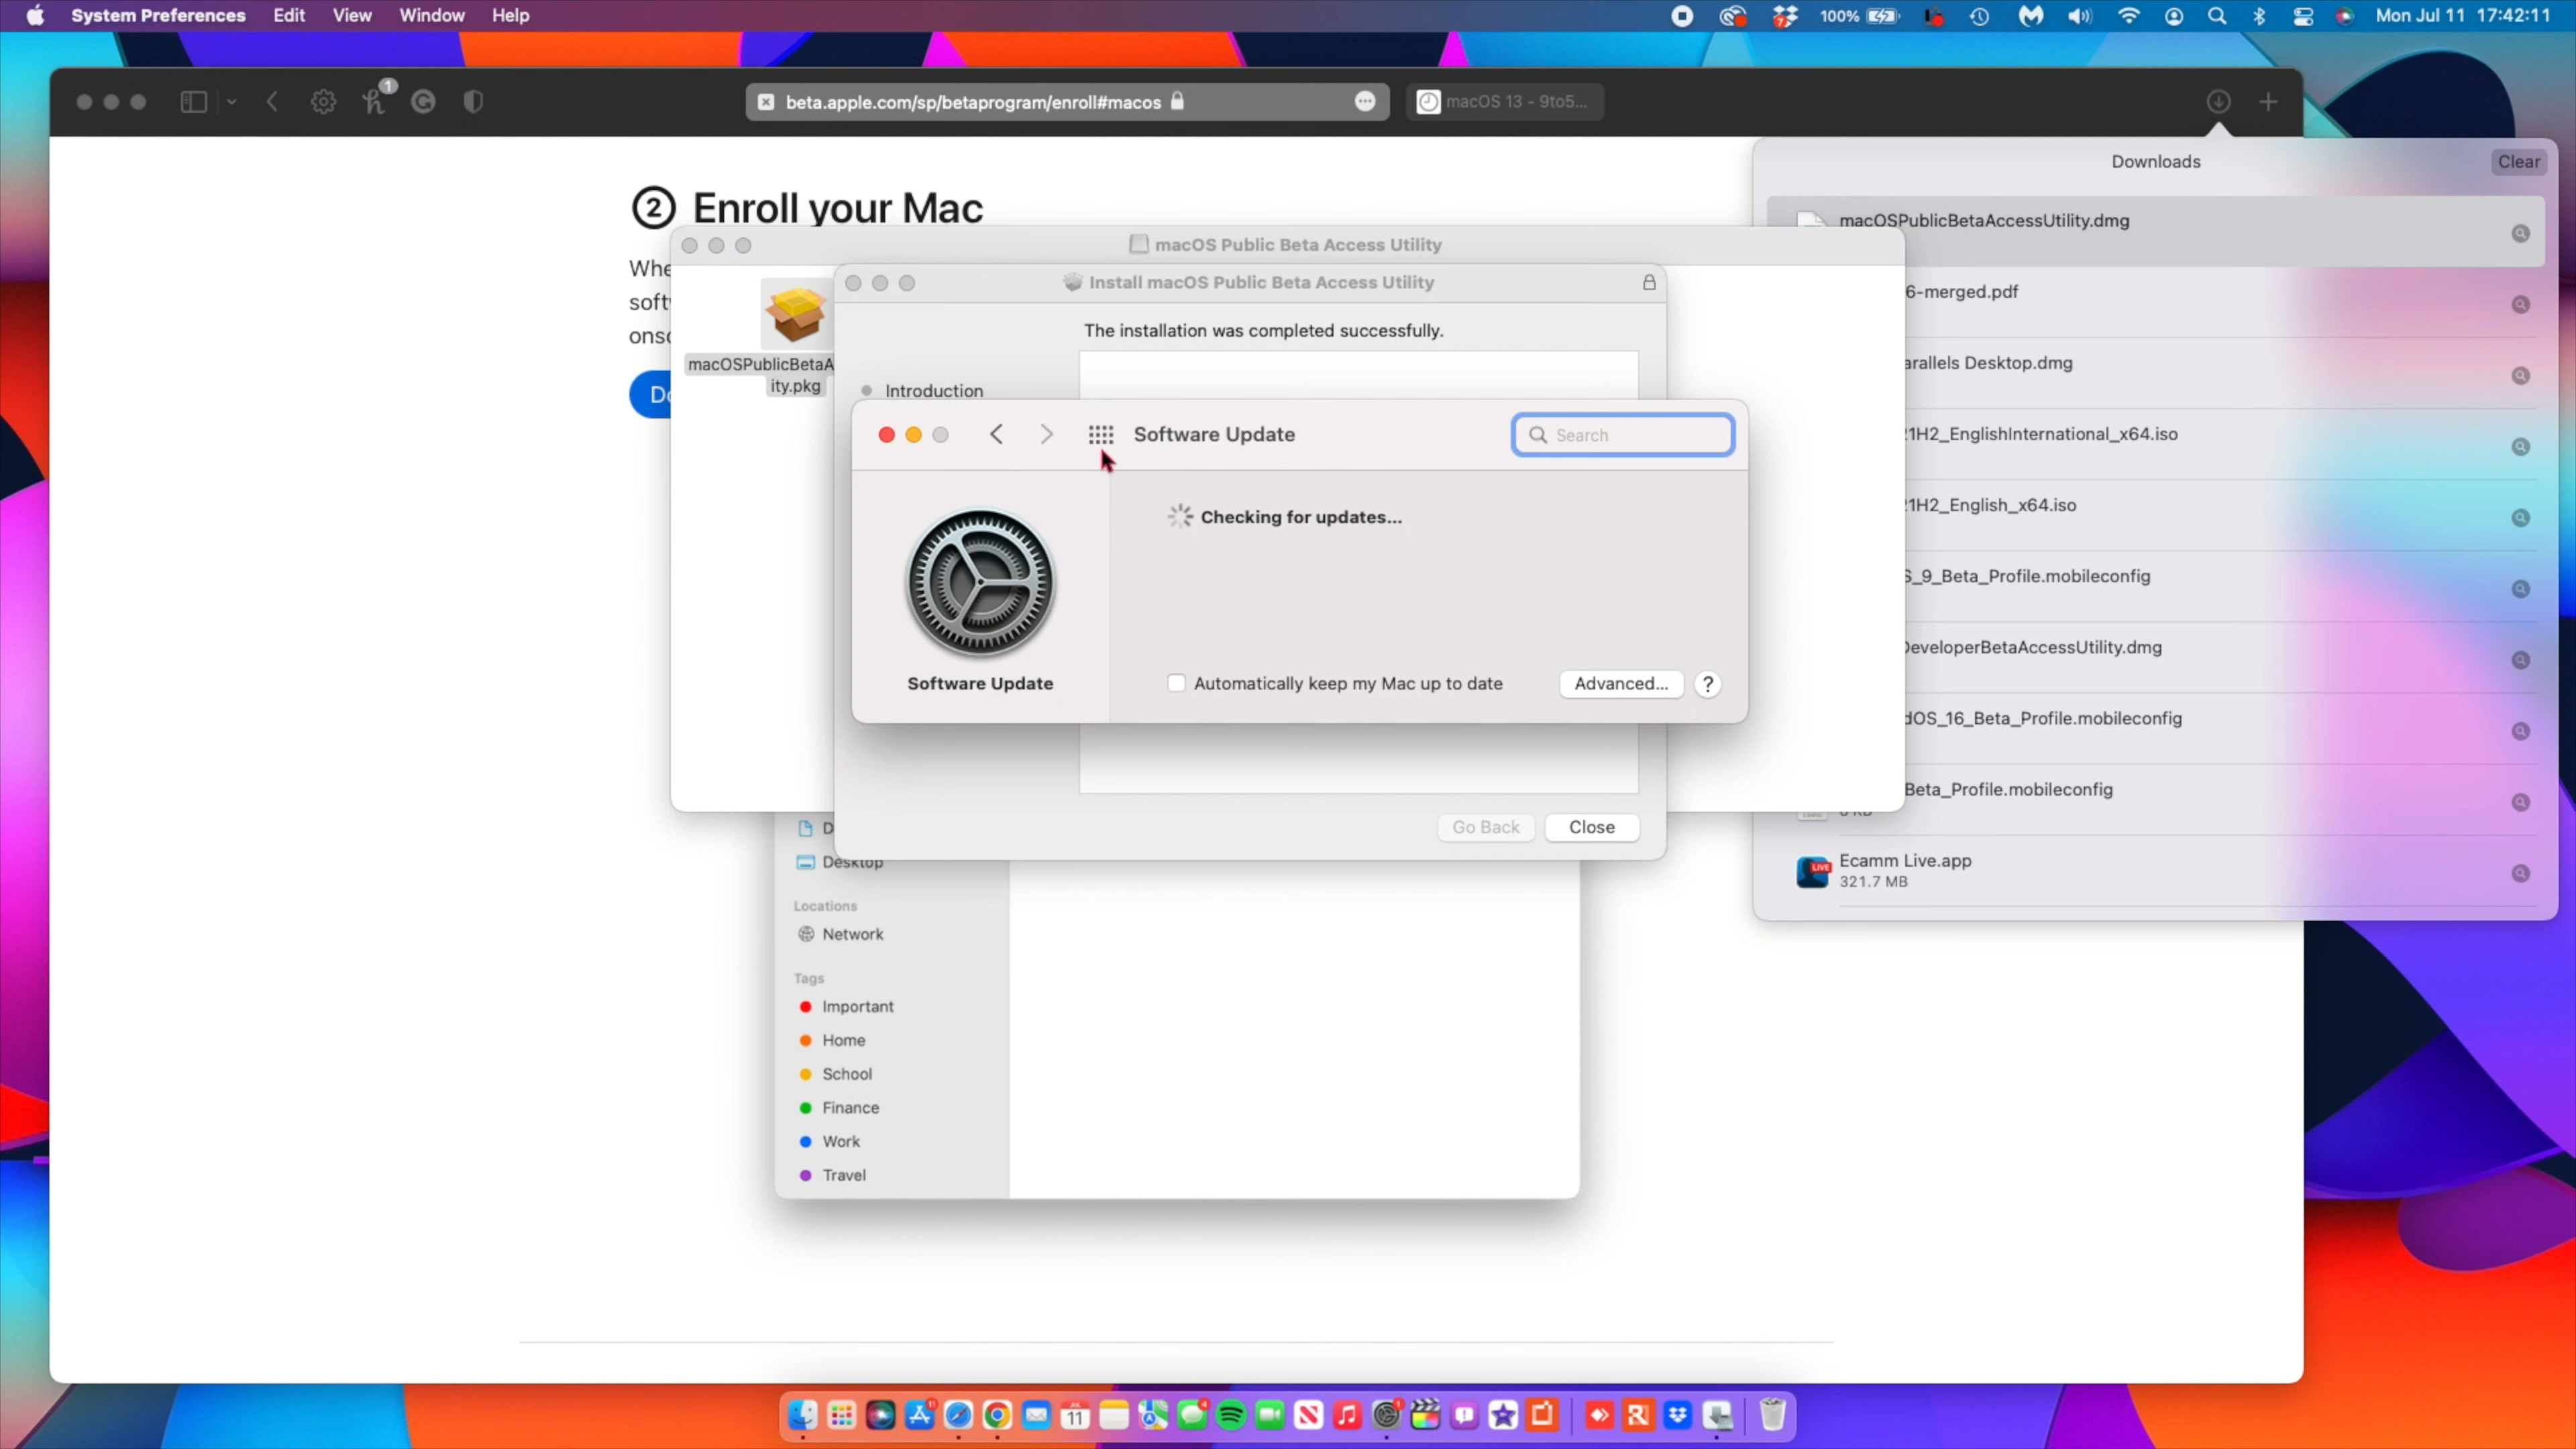 System Preferences Edit View Window Help 7 100% Mon Jul 11 17:42:11
1 beta.apple.com/sp/betaprogram/enroll#macos macOS 13 - 9to5...
Downloads Clear
2 Enroll your Mac
macOSPublicBetaAccessUtility.dmg
macOS Public Beta Access Utility
Whe
soft
onsc
Do
Install macOS Public Beta Access Utility
6-merged.pdf
The installation was completed successfully.
macOSPublicBetaA
ity.pkg
arallels Desktop.dmg
Introduction
Software Update Search
1H2_EnglishInternational_x64.iso
1H2_English_x64.iso
Checking for updates...
S_9_Beta_Profile.mobileconfig
DeveloperBetaAccessUtility.dmg
Software Update Automatically keep my Mac up to date Advanced... ?
dOS_16_Beta_Profile.mobileconfig
Beta_Profile.mobileconfig
Go Back Close
D
Desktop
Ecamm Live.app
321.7 MB
LIVE
Locations
Network
Tags
Important
Home
School
Finance
Work
Travel
11